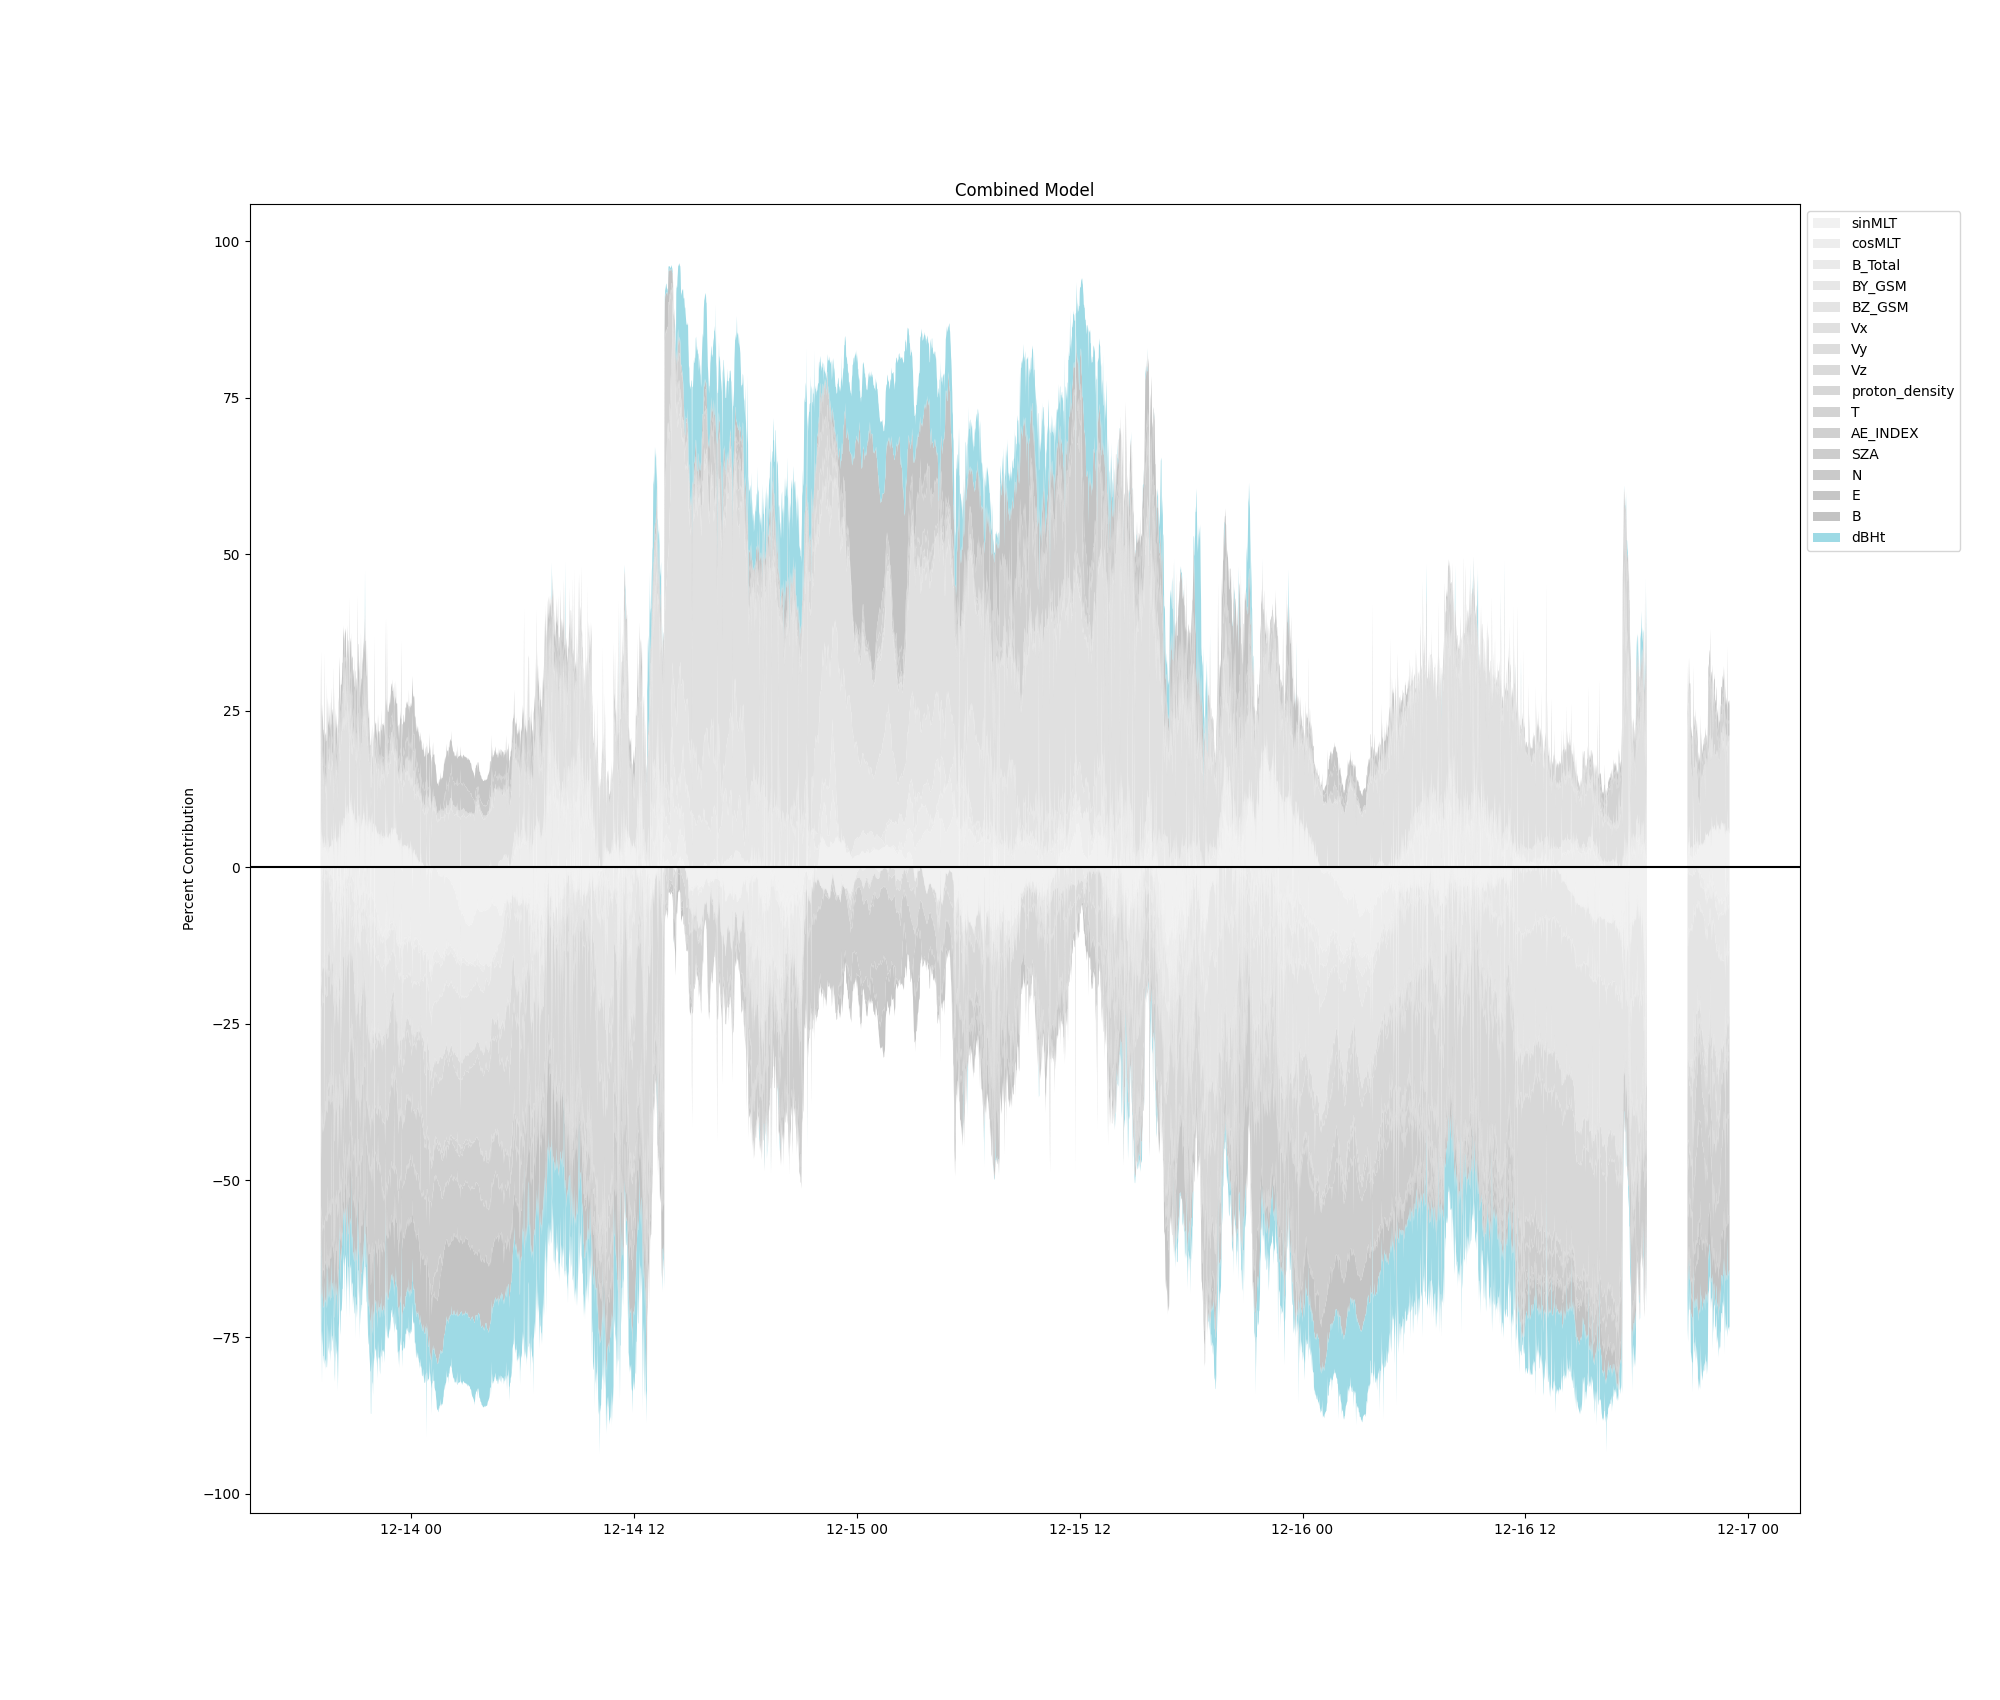 Combined Model
100
75
50
25
0
−25
−50
−75
−100
Percent Contribution
12-14 00
12-14 12
12-15 00
12-15 12
12-16 00
12-16 12
12-17 00
sinMLT
cosMLT
B_Total
BY_GSM
BZ_GSM
Vx
Vy
Vz
proton_density
T
AE_INDEX
SZA
N
E
B
dBHt